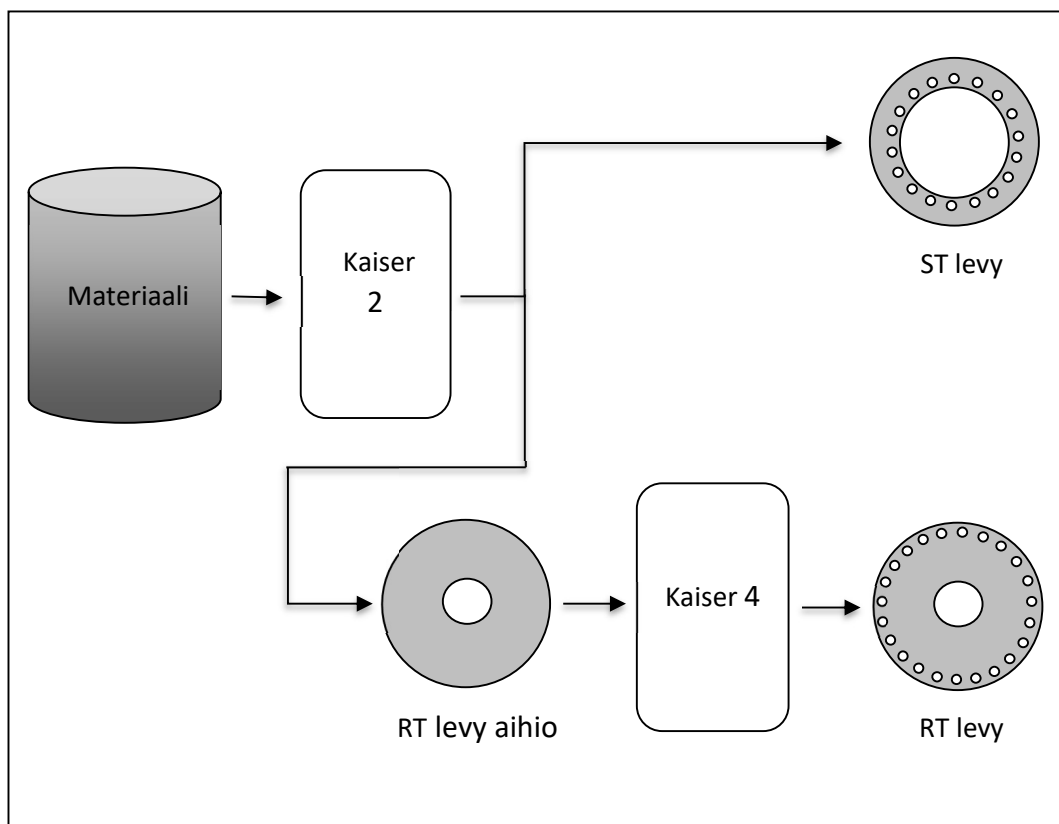 Materiaali
Kaiser
2
ST levy
RT levy aihio
Kaiser 4
RT levy